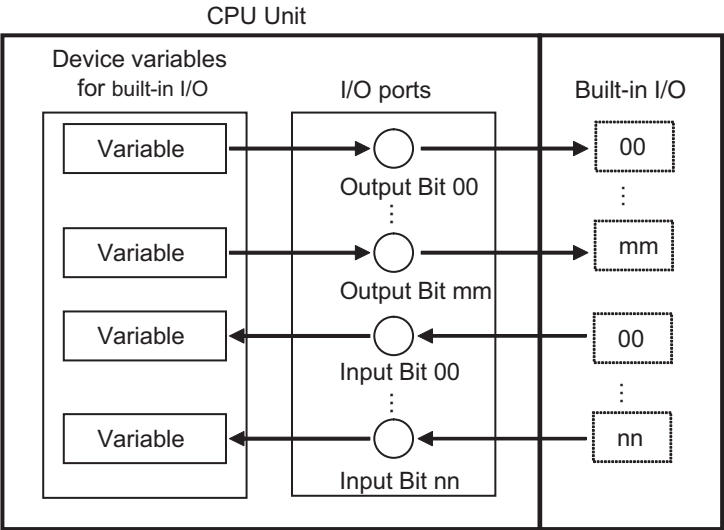 CPU Unit
Device variables
for built-in I/O
I/O ports
Built-in I/O
Variable
00
Output Bit 00
Variable
mm
Output Bit mm
Variable
00
Input Bit 00
Variable
nn
Input Bit nn